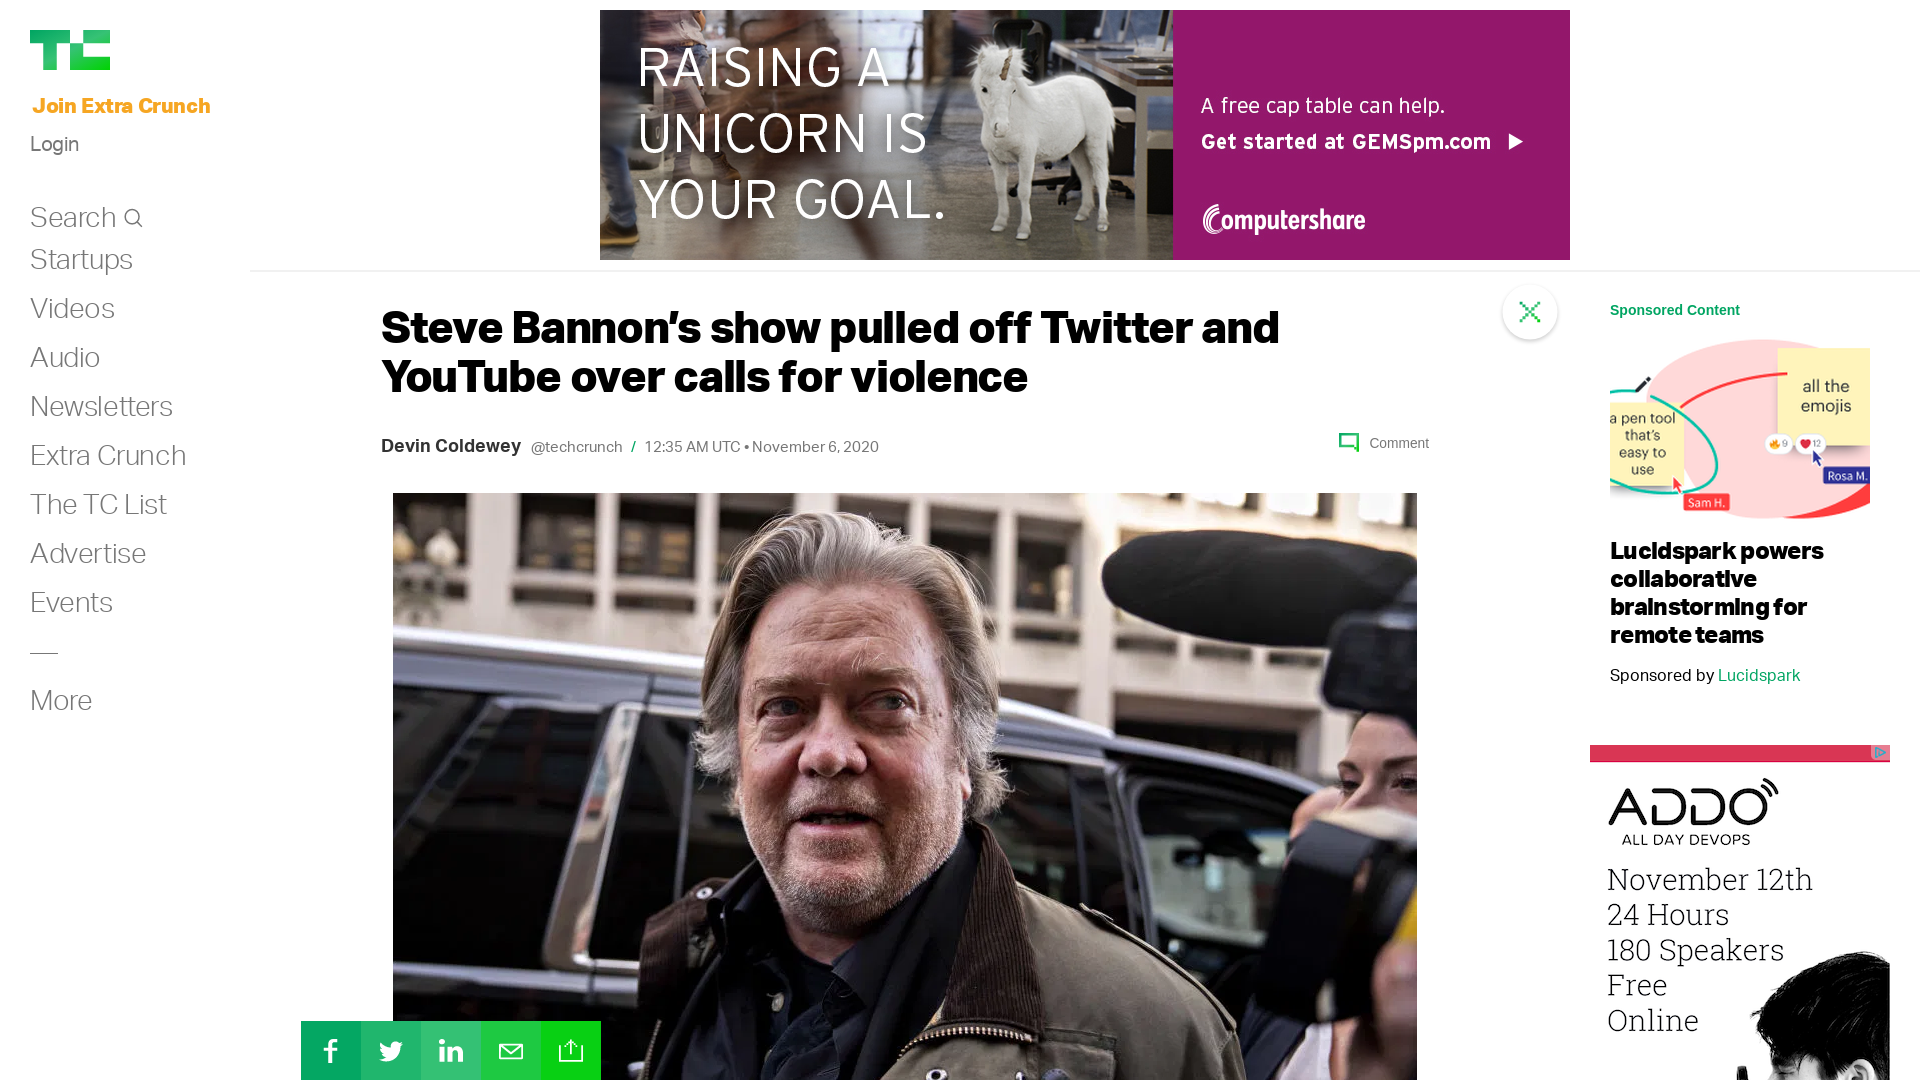 TC
Join Extra Crunch
Login
Search
Startups
Videos
Audio
Newsletters
Extra Crunch
The TC List
Advertise
Events
More
RAISING A
UNICORN IS
YOUR GOAL.
A free cap table can help.
Get started at GEMSpm.com
Computershare
Steve Bannon’s show pulled off Twitter and
YouTube over calls for violence
Devin Coldewey @techcrunch / 12:35 AM UTC • November 6, 2020
Comment
Sponsored Content
all the
emojis
a pen tool
that’s
easy to
use
9
12
Rosa M.
Sam H.
Lucidspark powers
collaborative
brainstorming for
remote teams
Sponsored by Lucidspark
ADDO
ALL DAY DEVOPS
November 12th
24 Hours
180 Speakers
Free
Online